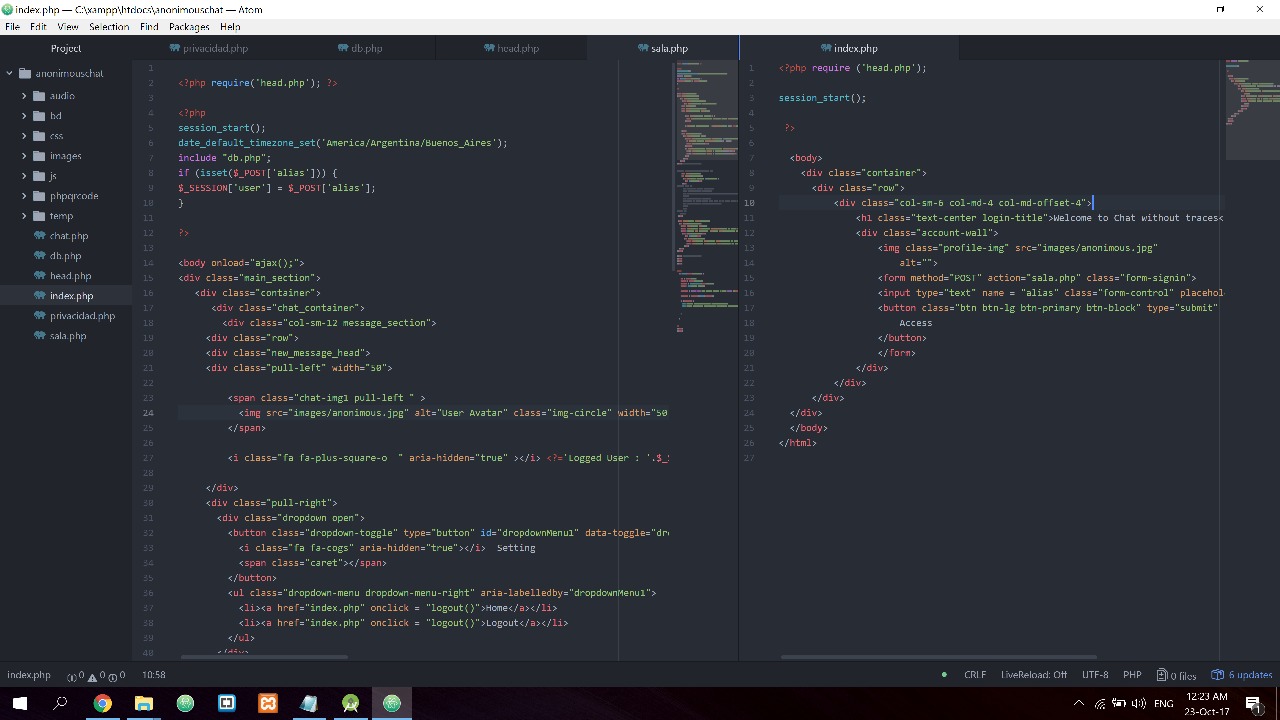 index.php — C:\xampp\htdocs\anonimouschat — Atom
File Edit View Selection Find Packages Help
Project
privacidad.php
db.php
head.php
sala.php
index.php
anonimouschat
audio
css
images
js
phpnode
temp
chat.php
db.php
head.php
index.php
privacidad.php
sala.php
1
2 <?php require('head.php'); ?>
3
4 <?php
5 session_start();
6 date_default_timezone_set('America/Argentina/Buenos_Aires');
7 include "db.php";
8 if (isset($_POST['alias'])) {
9 $_SESSION['alias'] = $_POST['alias'];
10 }
11
12 ?>
13
14 <body onload="ajax();">
15 <div class="main_section">
16 <div class="container">
17 <div class="chat_container">
18 <div class="col-sm-12 message_section">
19 <div class="row">
20 <div class="new_message_head">
21 <div class="pull-left" width="50">
22
23 <span class="chat-img1 pull-left " >
24 <img src="images/anonimous.jpg" alt="User Avatar" class="img-circle" width="50
25 </span>
26
27 <i class="fa fa-plus-square-o " aria-hidden="true" ></i> <?='Logged User : '.$_
28
29 </div>
30 <div class="pull-right">
31 <div class="dropdown open">
32 <button class="dropdown-toggle" type="button" id="dropdownMenu1" data-toggle="dr
33 <i class="fa fa-cogs" aria-hidden="true"></i> Setting
34 <span class="caret"></span>
35 </button>
36 <ul class="dropdown-menu dropdown-menu-right" aria-labelledby="dropdownMenu1">
37 <li><a href="index.php" onclick = "logout()">Home</a></li>
38 <li><a href="index.php" onclick = "logout()">Logout</a></li>
39 </ul>
40 </div>
1 <?php require ('head.php');
2
3 session_start();
4
5 ?>
6
7 <body>
8 <div class="container">
9 <div class="row">
10 <div class="col-sm-6 col-md-4 col-md-offset-4">
11 <h1 class="text-center login-title">Welcome to chat without traces
12 <div class="account-wall">
13 <img class="profile-img" src="images/anonimo.png"
14 alt="">
15 <form method="POST" action="sala.php" class="form-signin">
16 <input type="text" name = "alias" class="form-control" placehol
17 <button class="btn btn-lg btn-primary btn-block" type="submit"
18 Access
19 </button>
20 </form>
21 </div>
22 </div>
23 </div>
24 </div>
25 </body>
26 </html>
27
index.php 0 0 0 10:58
CRLF LiveReload: Off UTF-8 PHP 0 files 6 updates
ENG
12:23 AM
23-Oct-17
1